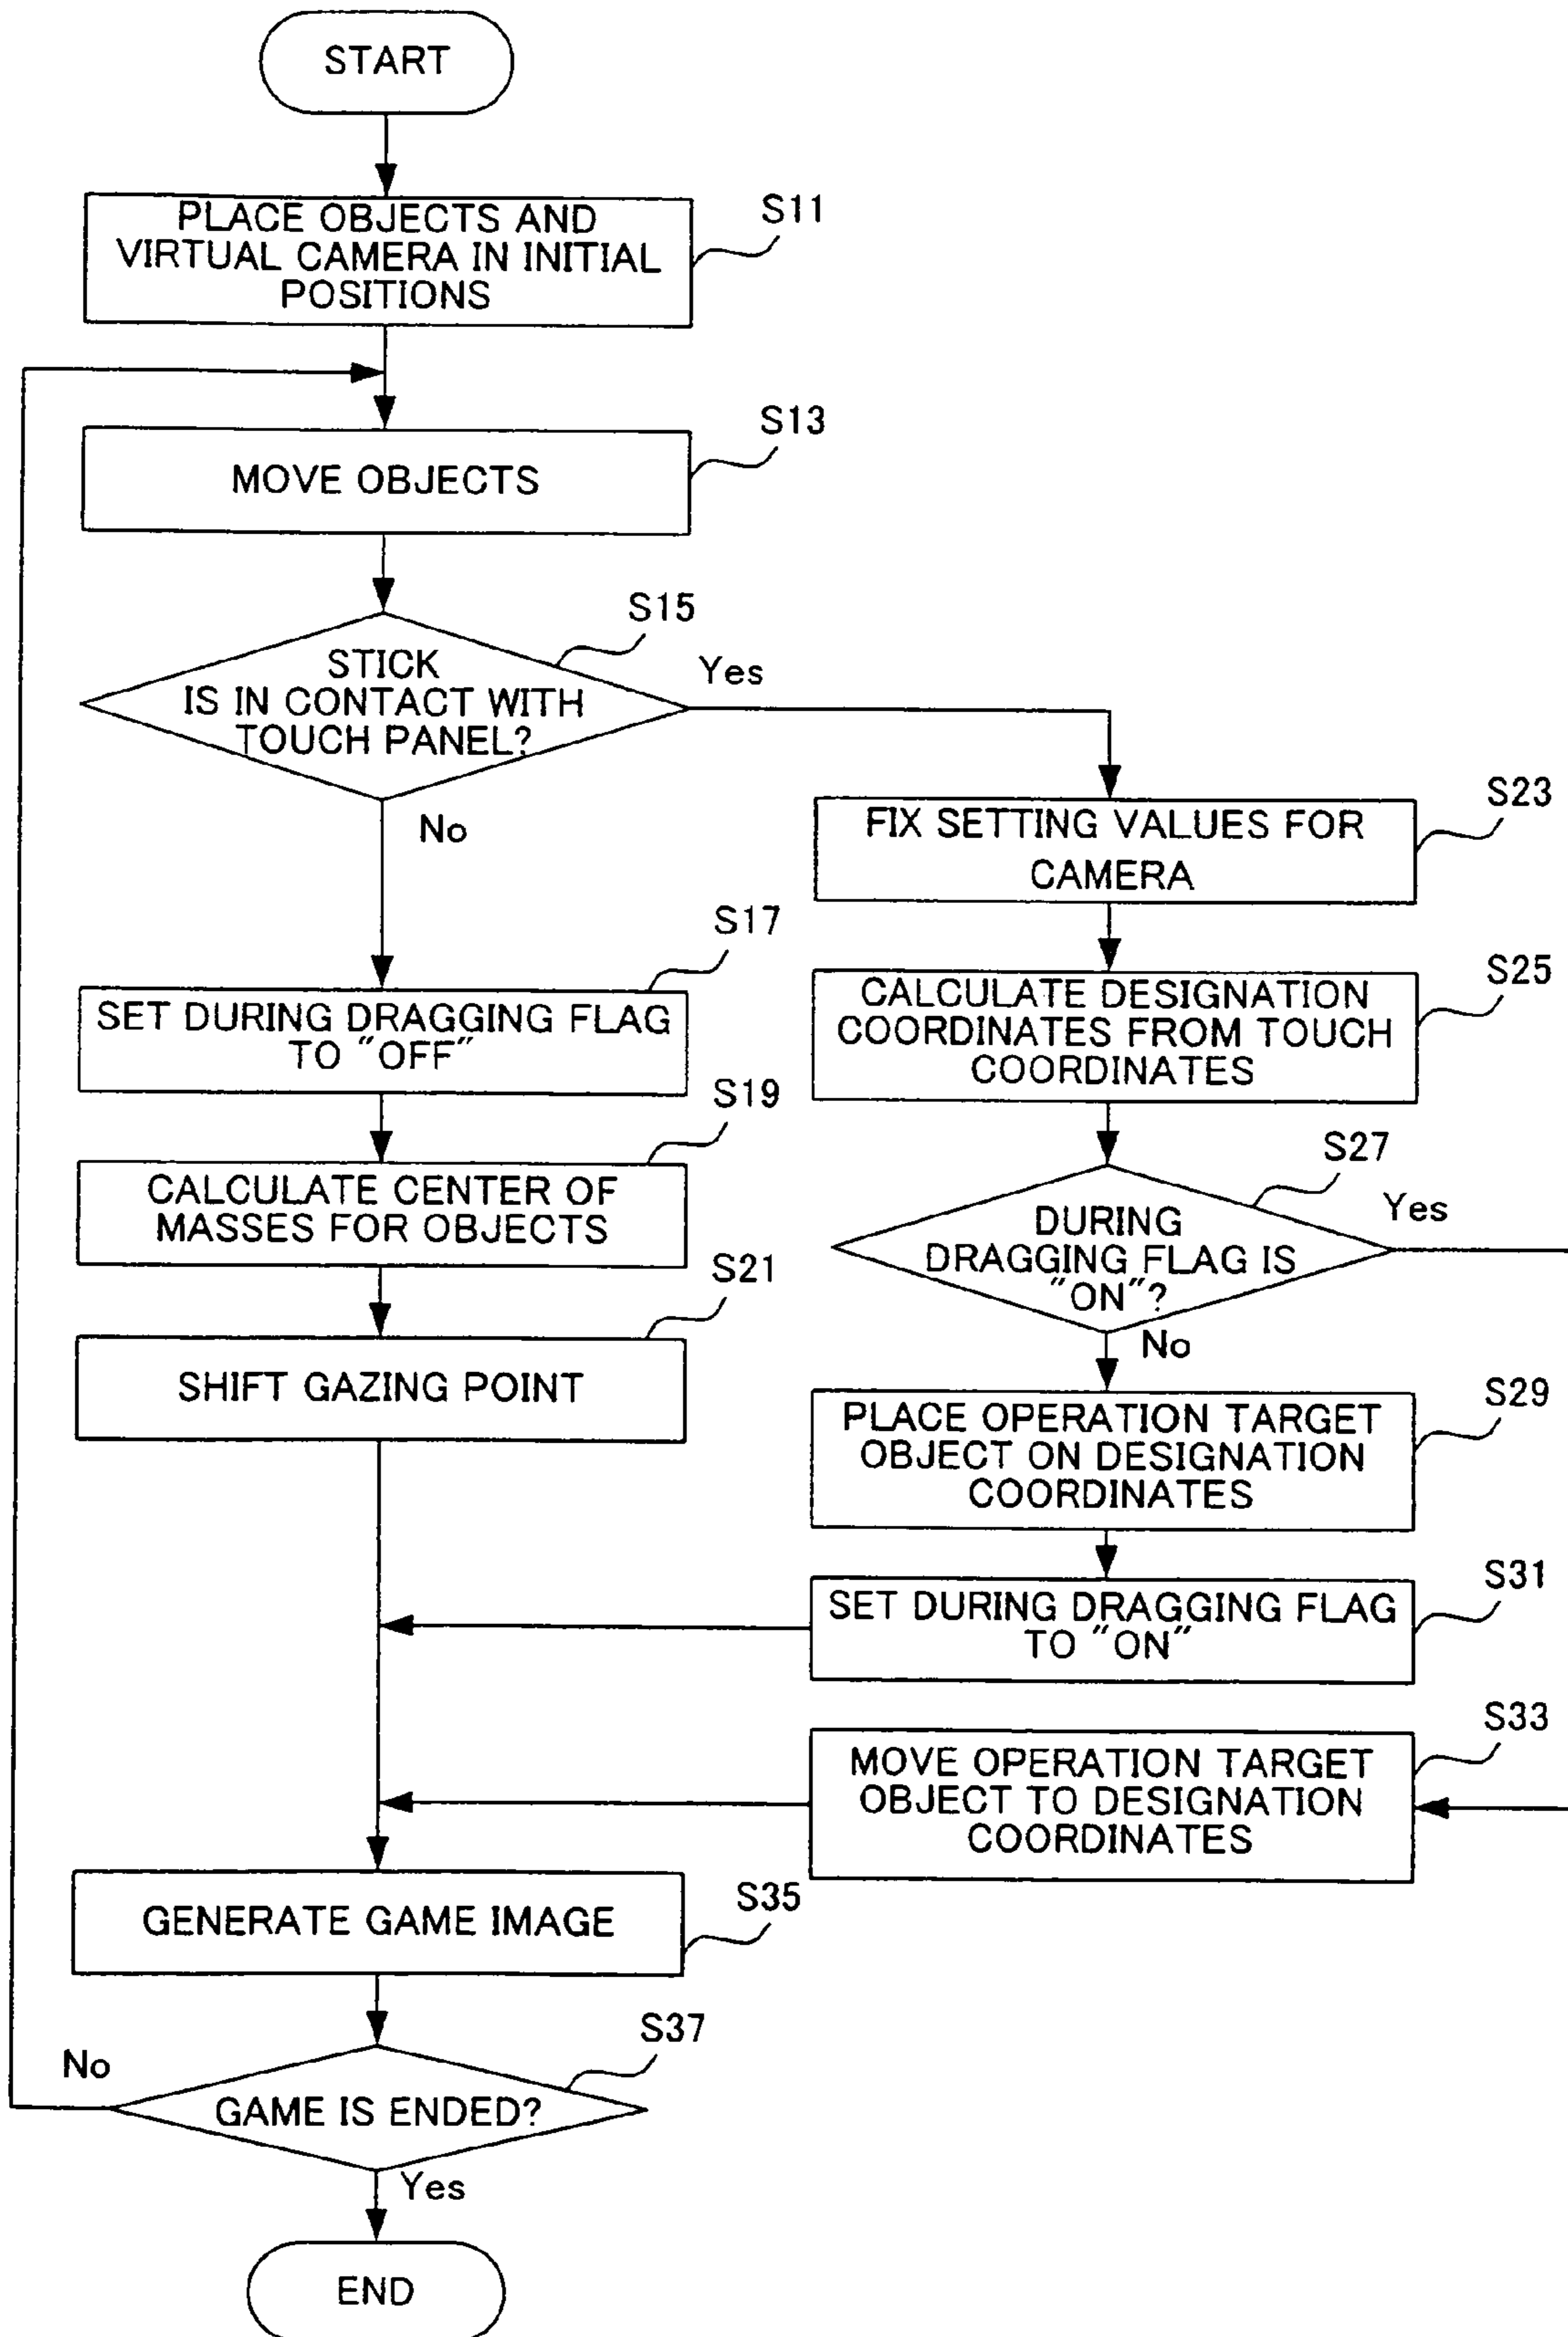 START
S11
PLACE OBJECTS AND
VIRTUAL CAMERA IN INITIAL
POSITIONS
S13
MOVE OBJECTS
S15
STICK
IS IN CONTACT WITH
TOUCH PANEL?
Yes
No
S23
FIX SETTING VALUES FOR
CAMERA
S17
SET DURING DRAGGING FLAG
TO "OFF"
S25
CALCULATE DESIGNATION
COORDINATES FROM TOUCH
COORDINATES
S19
CALCULATE CENTER OF
MASSES FOR OBJECTS
S27
DURING
DRAGGING FLAG IS
"ON"?
Yes
No
S21
SHIFT GAZING POINT
S29
PLACE OPERATION TARGET
OBJECT ON DESIGNATION
COORDINATES
S31
SET DURING DRAGGING FLAG
TO "ON"
S33
MOVE OPERATION TARGET
OBJECT TO DESIGNATION
COORDINATES
S35
GENERATE GAME IMAGE
S37
No
GAME IS ENDED?
Yes
END